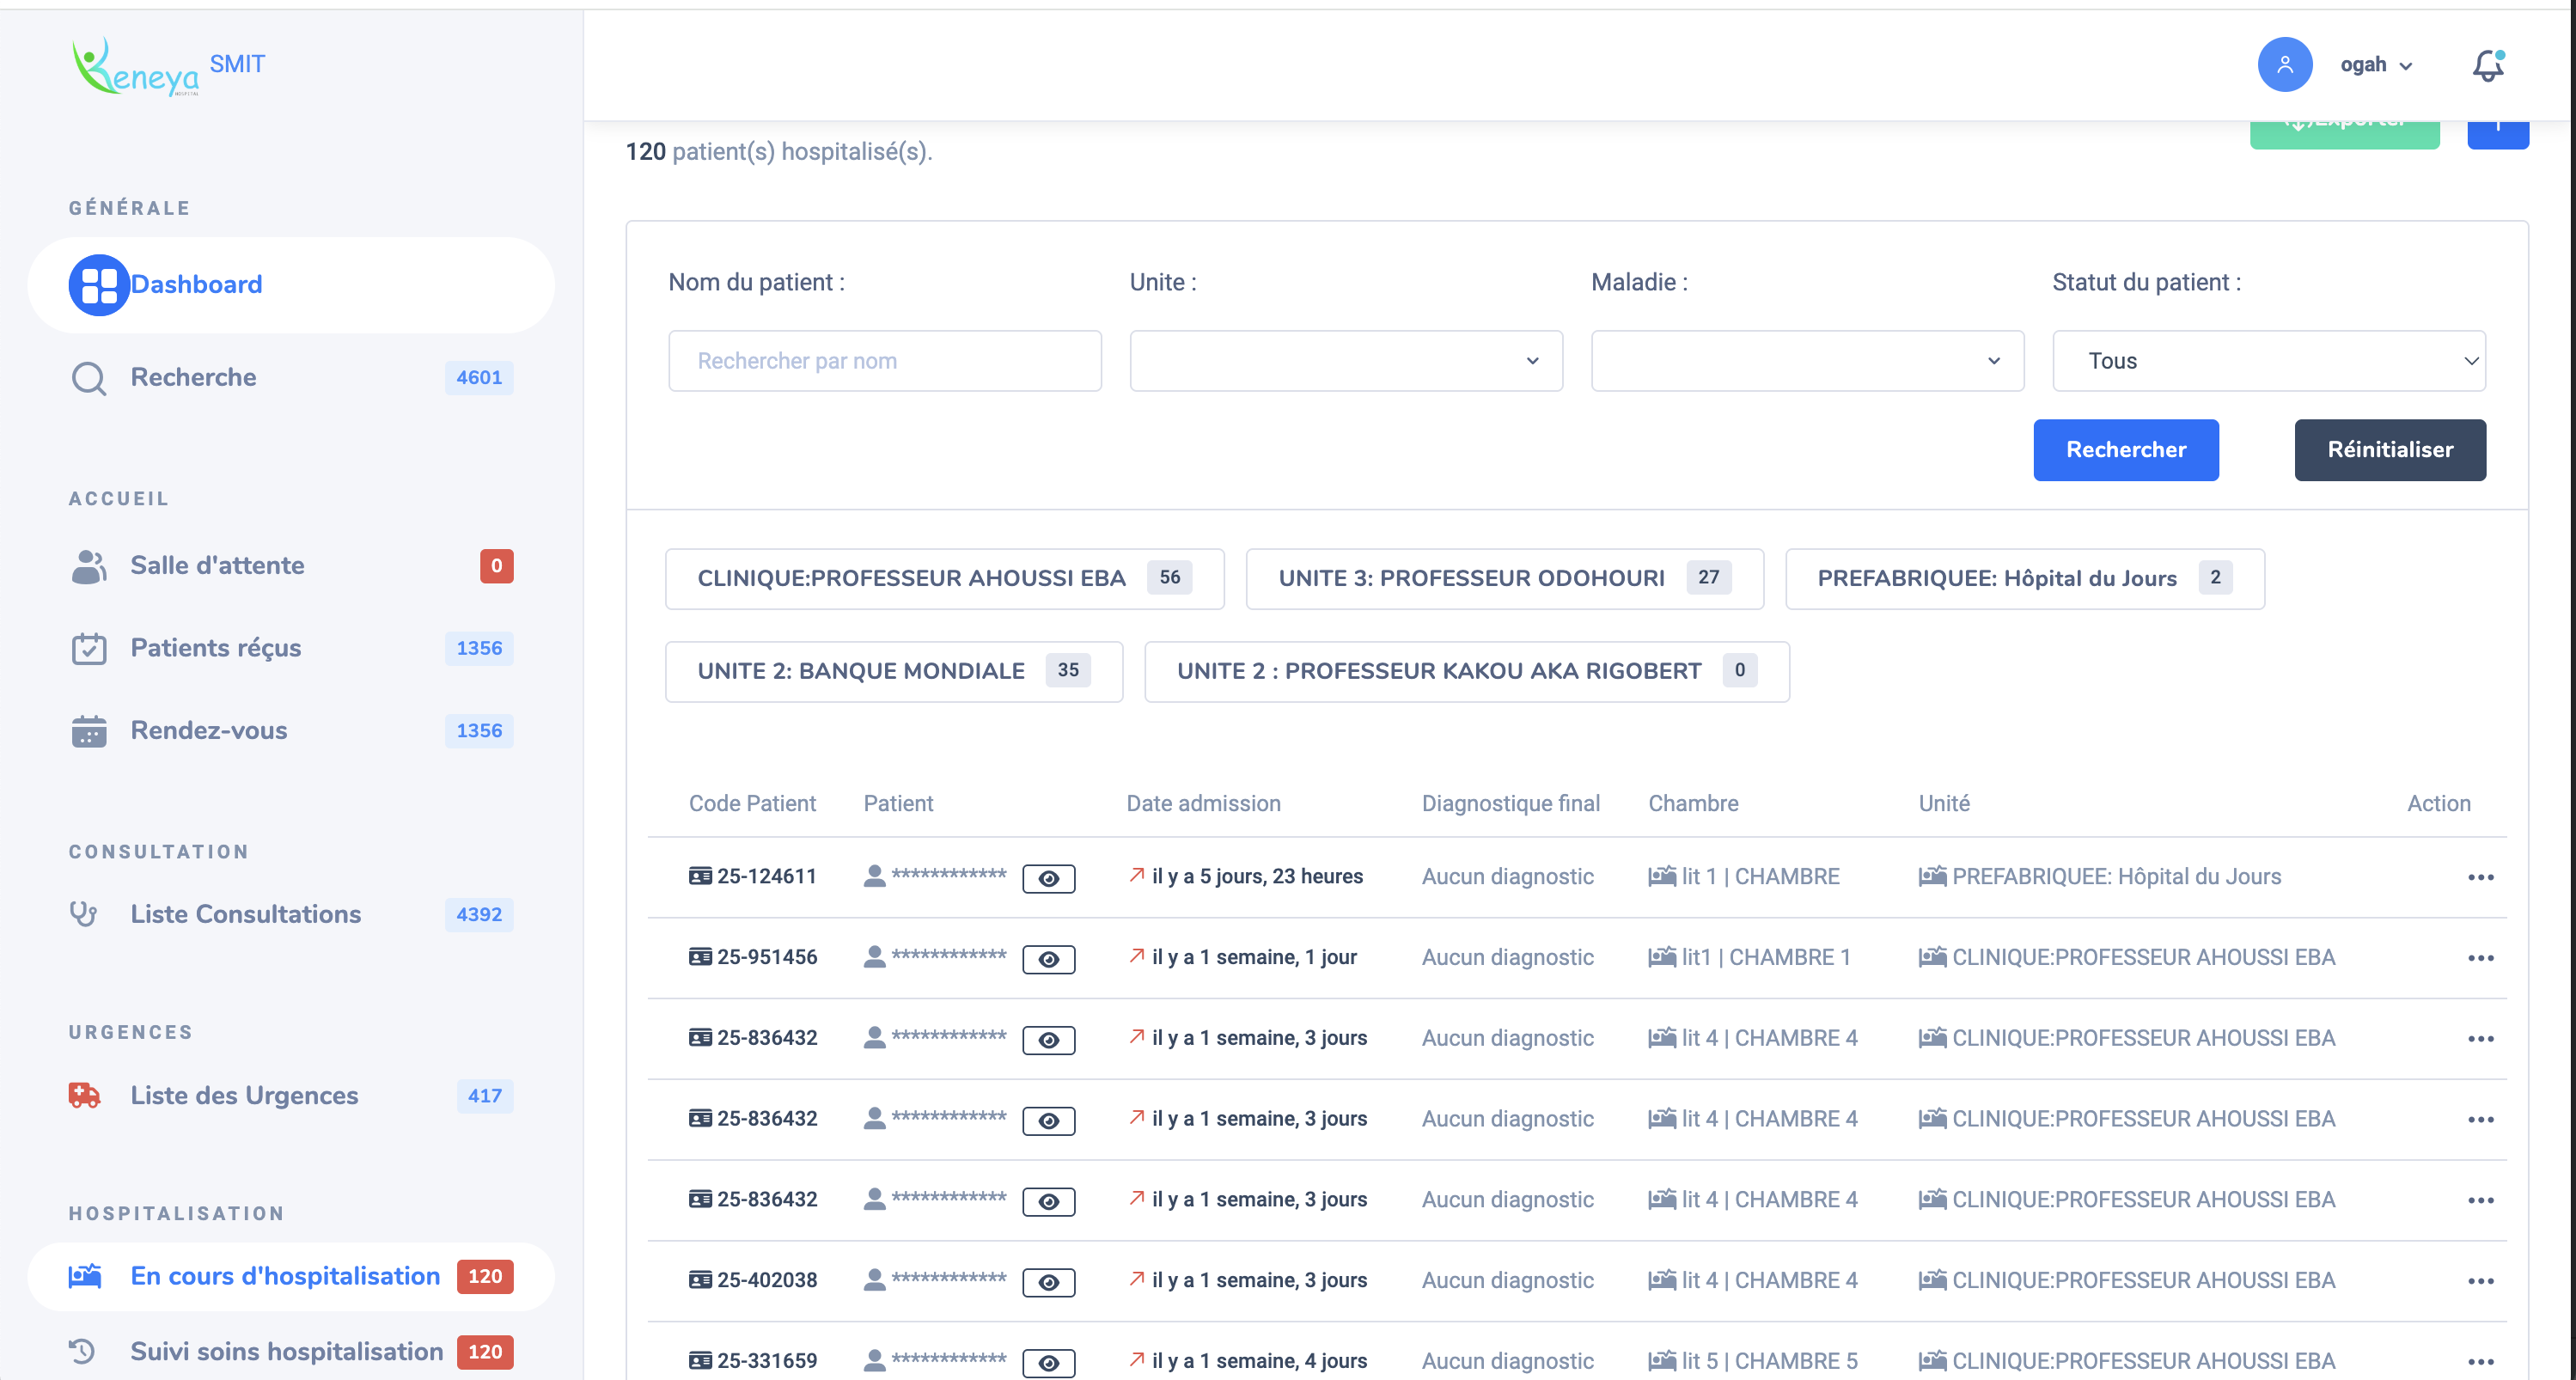 Keneya
HOSPITAL
SMIT
ogah
GÉNÉRALE
Dashboard
Recherche 4601
ACCUEIL
Salle d'attente 0
Patients réçus 1356
Rendez-vous 1356
CONSULTATION
Liste Consultations 4392
URGENCES
Liste des Urgences 417
HOSPITALISATION
En cours d'hospitalisation 120
Suivi soins hospitalisation 120
Exporter
120 patient(s) hospitalisé(s).
Nom du patient : Unite : Maladie : Statut du patient :
Rechercher par nom Tous
Rechercher Réinitialiser
CLINIQUE:PROFESSEUR AHOUSSI EBA 56 UNITE 3: PROFESSEUR ODOHOURI 27 PREFABRIQUEE: Hôpital du Jours 2
UNITE 2: BANQUE MONDIALE 35 UNITE 2 : PROFESSEUR KAKOU AKA RIGOBERT 0
Code Patient Patient Date admission Diagnostique final Chambre Unité Action
25-124611 ************ il y a 5 jours, 23 heures Aucun diagnostic lit 1 | CHAMBRE PREFABRIQUEE: Hôpital du Jours
25-951456 ************ il y a 1 semaine, 1 jour Aucun diagnostic lit1 | CHAMBRE 1 CLINIQUE:PROFESSEUR AHOUSSI EBA
25-836432 ************ il y a 1 semaine, 3 jours Aucun diagnostic lit 4 | CHAMBRE 4 CLINIQUE:PROFESSEUR AHOUSSI EBA
25-836432 ************ il y a 1 semaine, 3 jours Aucun diagnostic lit 4 | CHAMBRE 4 CLINIQUE:PROFESSEUR AHOUSSI EBA
25-836432 ************ il y a 1 semaine, 3 jours Aucun diagnostic lit 4 | CHAMBRE 4 CLINIQUE:PROFESSEUR AHOUSSI EBA
25-402038 ************ il y a 1 semaine, 3 jours Aucun diagnostic lit 4 | CHAMBRE 4 CLINIQUE:PROFESSEUR AHOUSSI EBA
25-331659 ************ il y a 1 semaine, 4 jours Aucun diagnostic lit 5 | CHAMBRE 5 CLINIQUE:PROFESSEUR AHOUSSI EBA